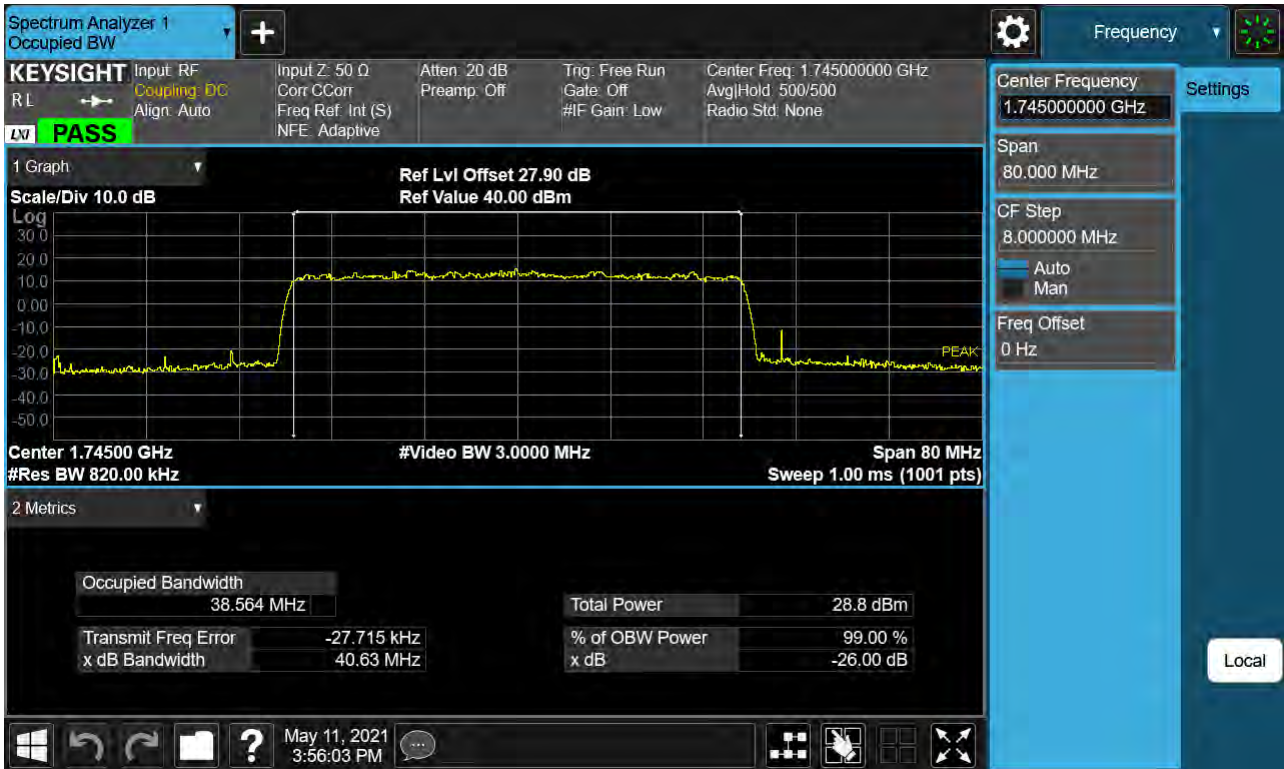 Spectrum Analyzer 1
Occupied BW
+
Frequency
KEYSIGHT
RL
LXI PASS
Input: RF
Coupling: DC
Align: Auto
Input Z: 50 Ω
Corr CCorr
Freq Ref: Int (S)
NFE: Adaptive
Atten: 20 dB
Preamp: Off
Trig: Free Run
Gate: Off
#IF Gain: Low
Center Freq: 1.745000000 GHz
Avg|Hold: 500/500
Radio Std: None
Center Frequency
1.745000000 GHz
Settings
Span
80.000 MHz
CF Step
8.000000 MHz
Auto
Man
Freq Offset
0 Hz
Local
1 Graph
Scale/Div 10.0 dB
Ref Lvl Offset 27.90 dB
Ref Value 40.00 dBm
Log
30.0
20.0
10.0
0.00
-10.0
-20.0
-30.0
-40.0
-50.0
PEAK
Center 1.74500 GHz
#Video BW 3.0000 MHz
Span 80 MHz
#Res BW 820.00 kHz
Sweep 1.00 ms (1001 pts)
2 Metrics
Occupied Bandwidth
38.564 MHz
Total Power 28.8 dBm
Transmit Freq Error -27.715 kHz
% of OBW Power 99.00 %
x dB Bandwidth 40.63 MHz
x dB -26.00 dB
?
May 11, 2021
3:56:03 PM